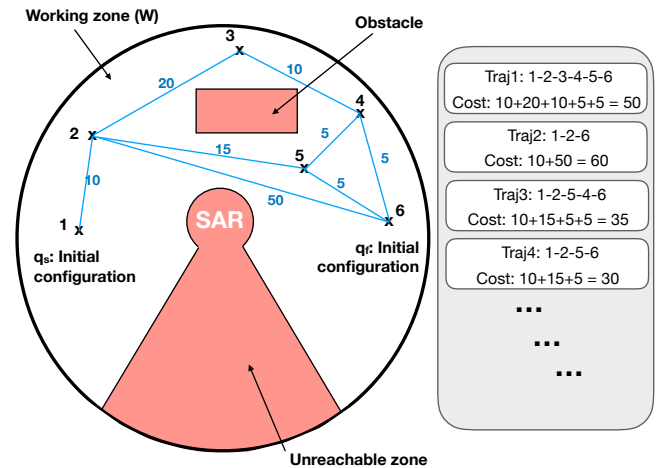 Working zone (W)
3
Obstacle
20
10
4
2
15
5
5
5
10
5
50
6
1
SAR
qₛ: Initial
configuration
q_f: Initial
configuration
Unreachable zone
Traj1: 1-2-3-4-5-6
Cost: 10+20+10+5+5 = 50
Traj2: 1-2-6
Cost: 10+50 = 60
Traj3: 1-2-5-4-6
Cost: 10+15+5+5 = 35
Traj4: 1-2-5-6
Cost: 10+15+5 = 30
...
...
...